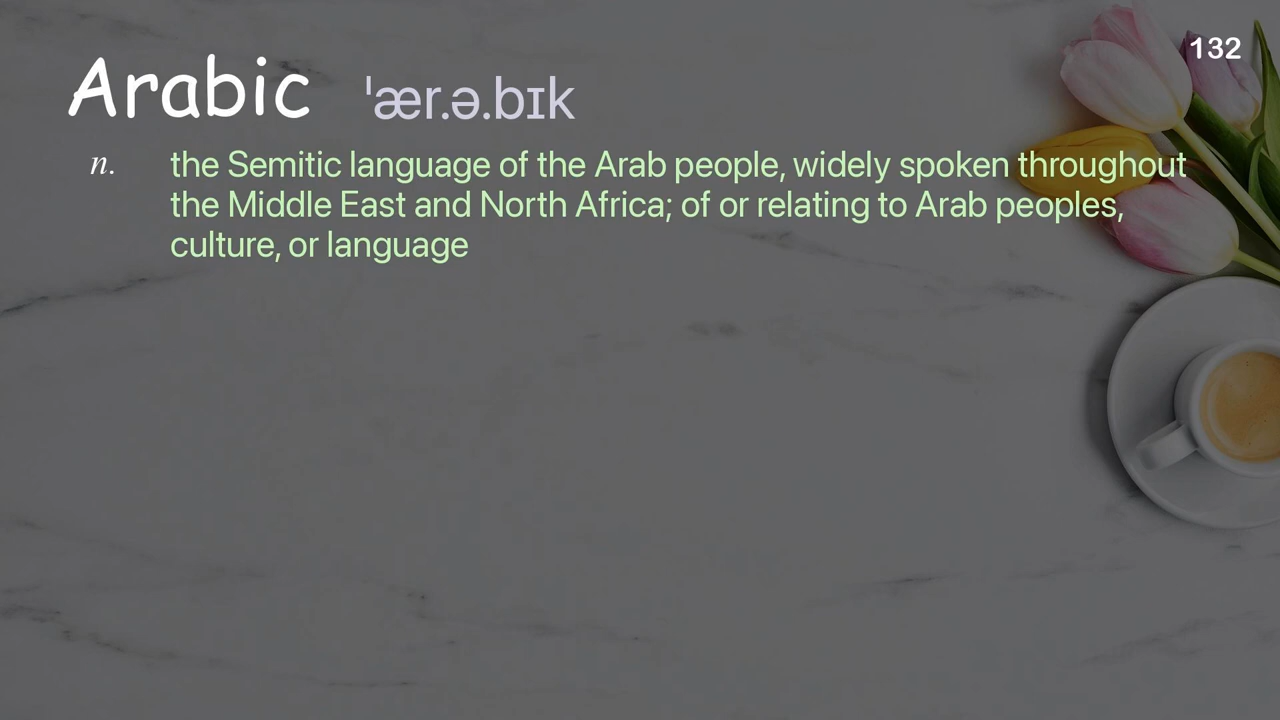 132
Arabic ˈær.ə.bɪk
n. the Semitic language of the Arab people, widely spoken throughout
the Middle East and North Africa; of or relating to Arab peoples,
culture, or language